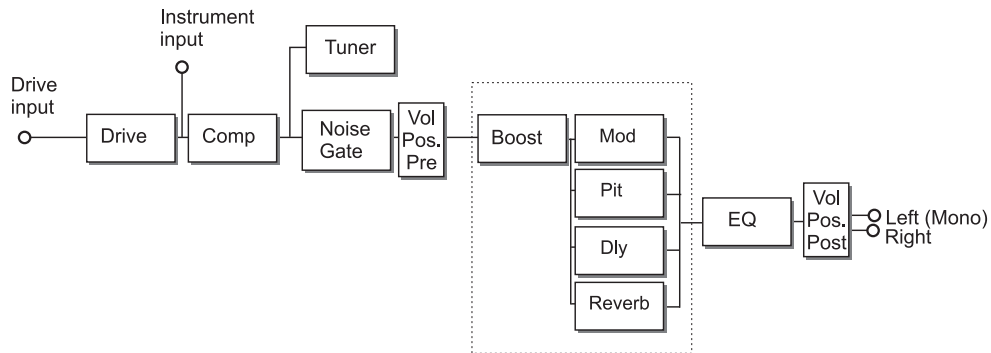 Instrument
input
Tuner
Drive
input
Drive
Comp
Noise
Gate
Vol
Pos.
Pre
Boost
Mod
Pit
Dly
Reverb
EQ
Vol
Pos.
Post
Left (Mono)
Right